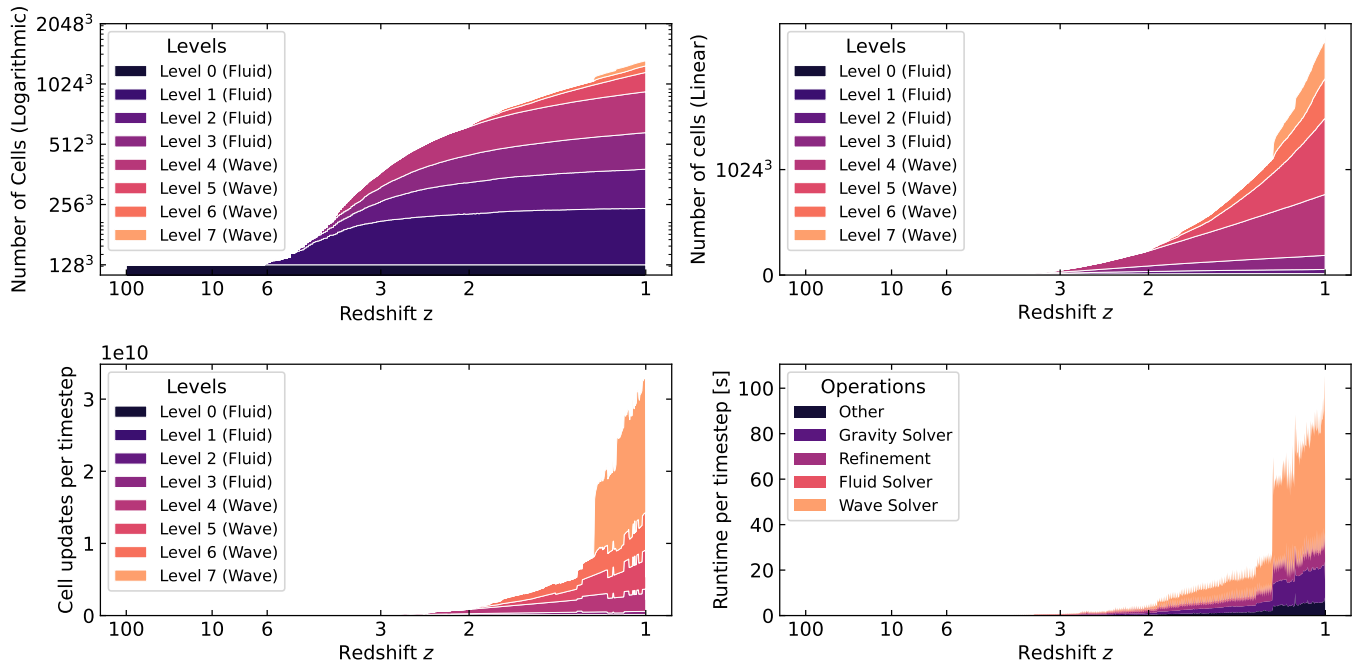 Number of Cells (Logarithmic)
2048³
1024³
512³
256³
128³
Levels
Level 0 (Fluid)
Level 1 (Fluid)
Level 2 (Fluid)
Level 3 (Fluid)
Level 4 (Wave)
Level 5 (Wave)
Level 6 (Wave)
Level 7 (Wave)
100 10 6 3 2 1
Redshift z
Number of cells (Linear)
1024³
0
Levels
Level 0 (Fluid)
Level 1 (Fluid)
Level 2 (Fluid)
Level 3 (Fluid)
Level 4 (Wave)
Level 5 (Wave)
Level 6 (Wave)
Level 7 (Wave)
100 10 6 3 2 1
Redshift z
1e10
Cell updates per timestep
3
2
1
0
Levels
Level 0 (Fluid)
Level 1 (Fluid)
Level 2 (Fluid)
Level 3 (Fluid)
Level 4 (Wave)
Level 5 (Wave)
Level 6 (Wave)
Level 7 (Wave)
100 10 6 3 2 1
Redshift z
Runtime per timestep [s]
100
80
60
40
20
0
Operations
Other
Gravity Solver
Refinement
Fluid Solver
Wave Solver
100 10 6 3 2 1
Redshift z